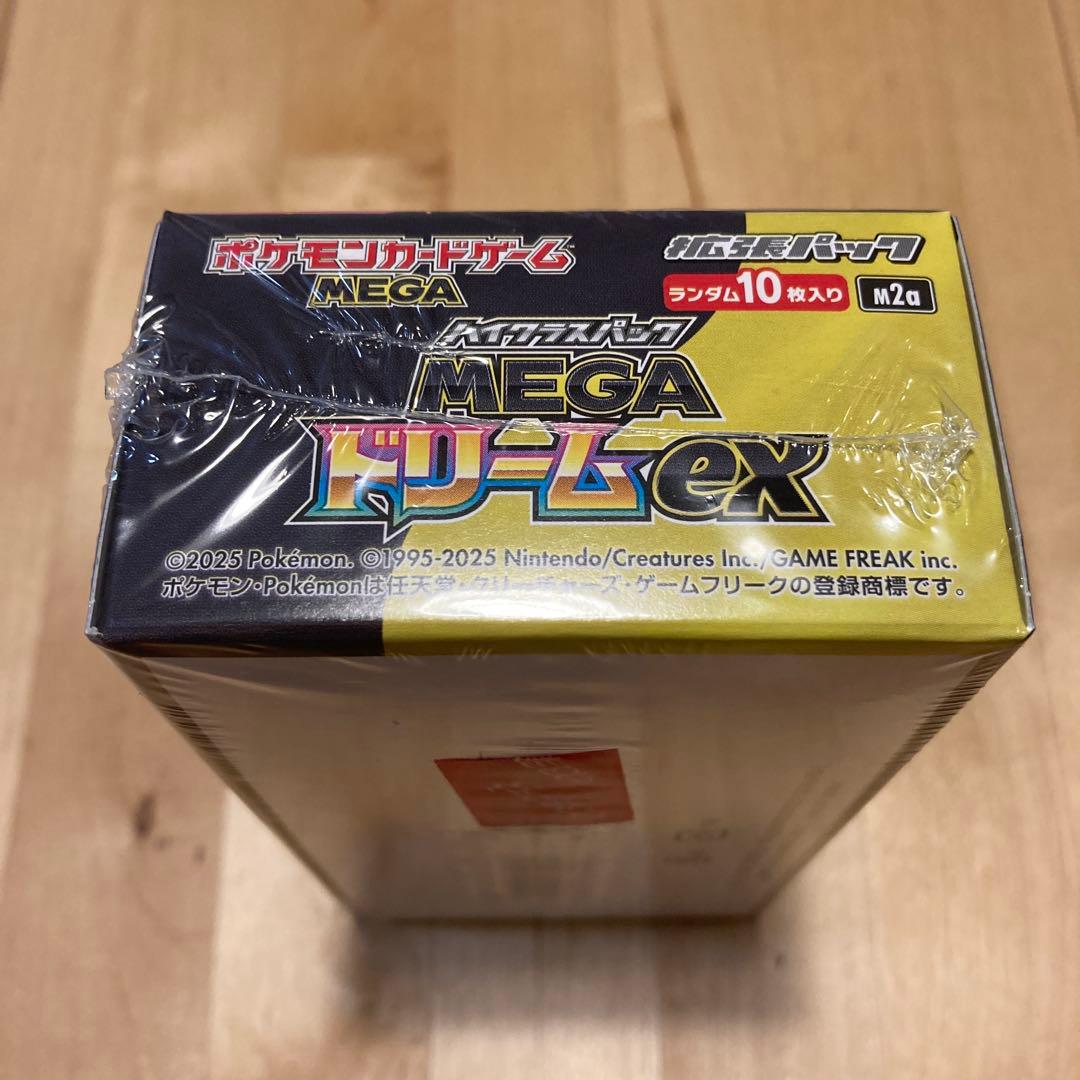 ポケモンカードゲーム
MEGA
拡張パック
ランダム10枚入り M2a
ハイクラスパック
MEGA
ドリームex
©2025 Pokémon. ©1995-2025 Nintendo/Creatures Inc./GAME FREAK inc.
ポケモン・Pokémonは任天堂・クリーチャーズ・ゲームフリークの登録商標です。